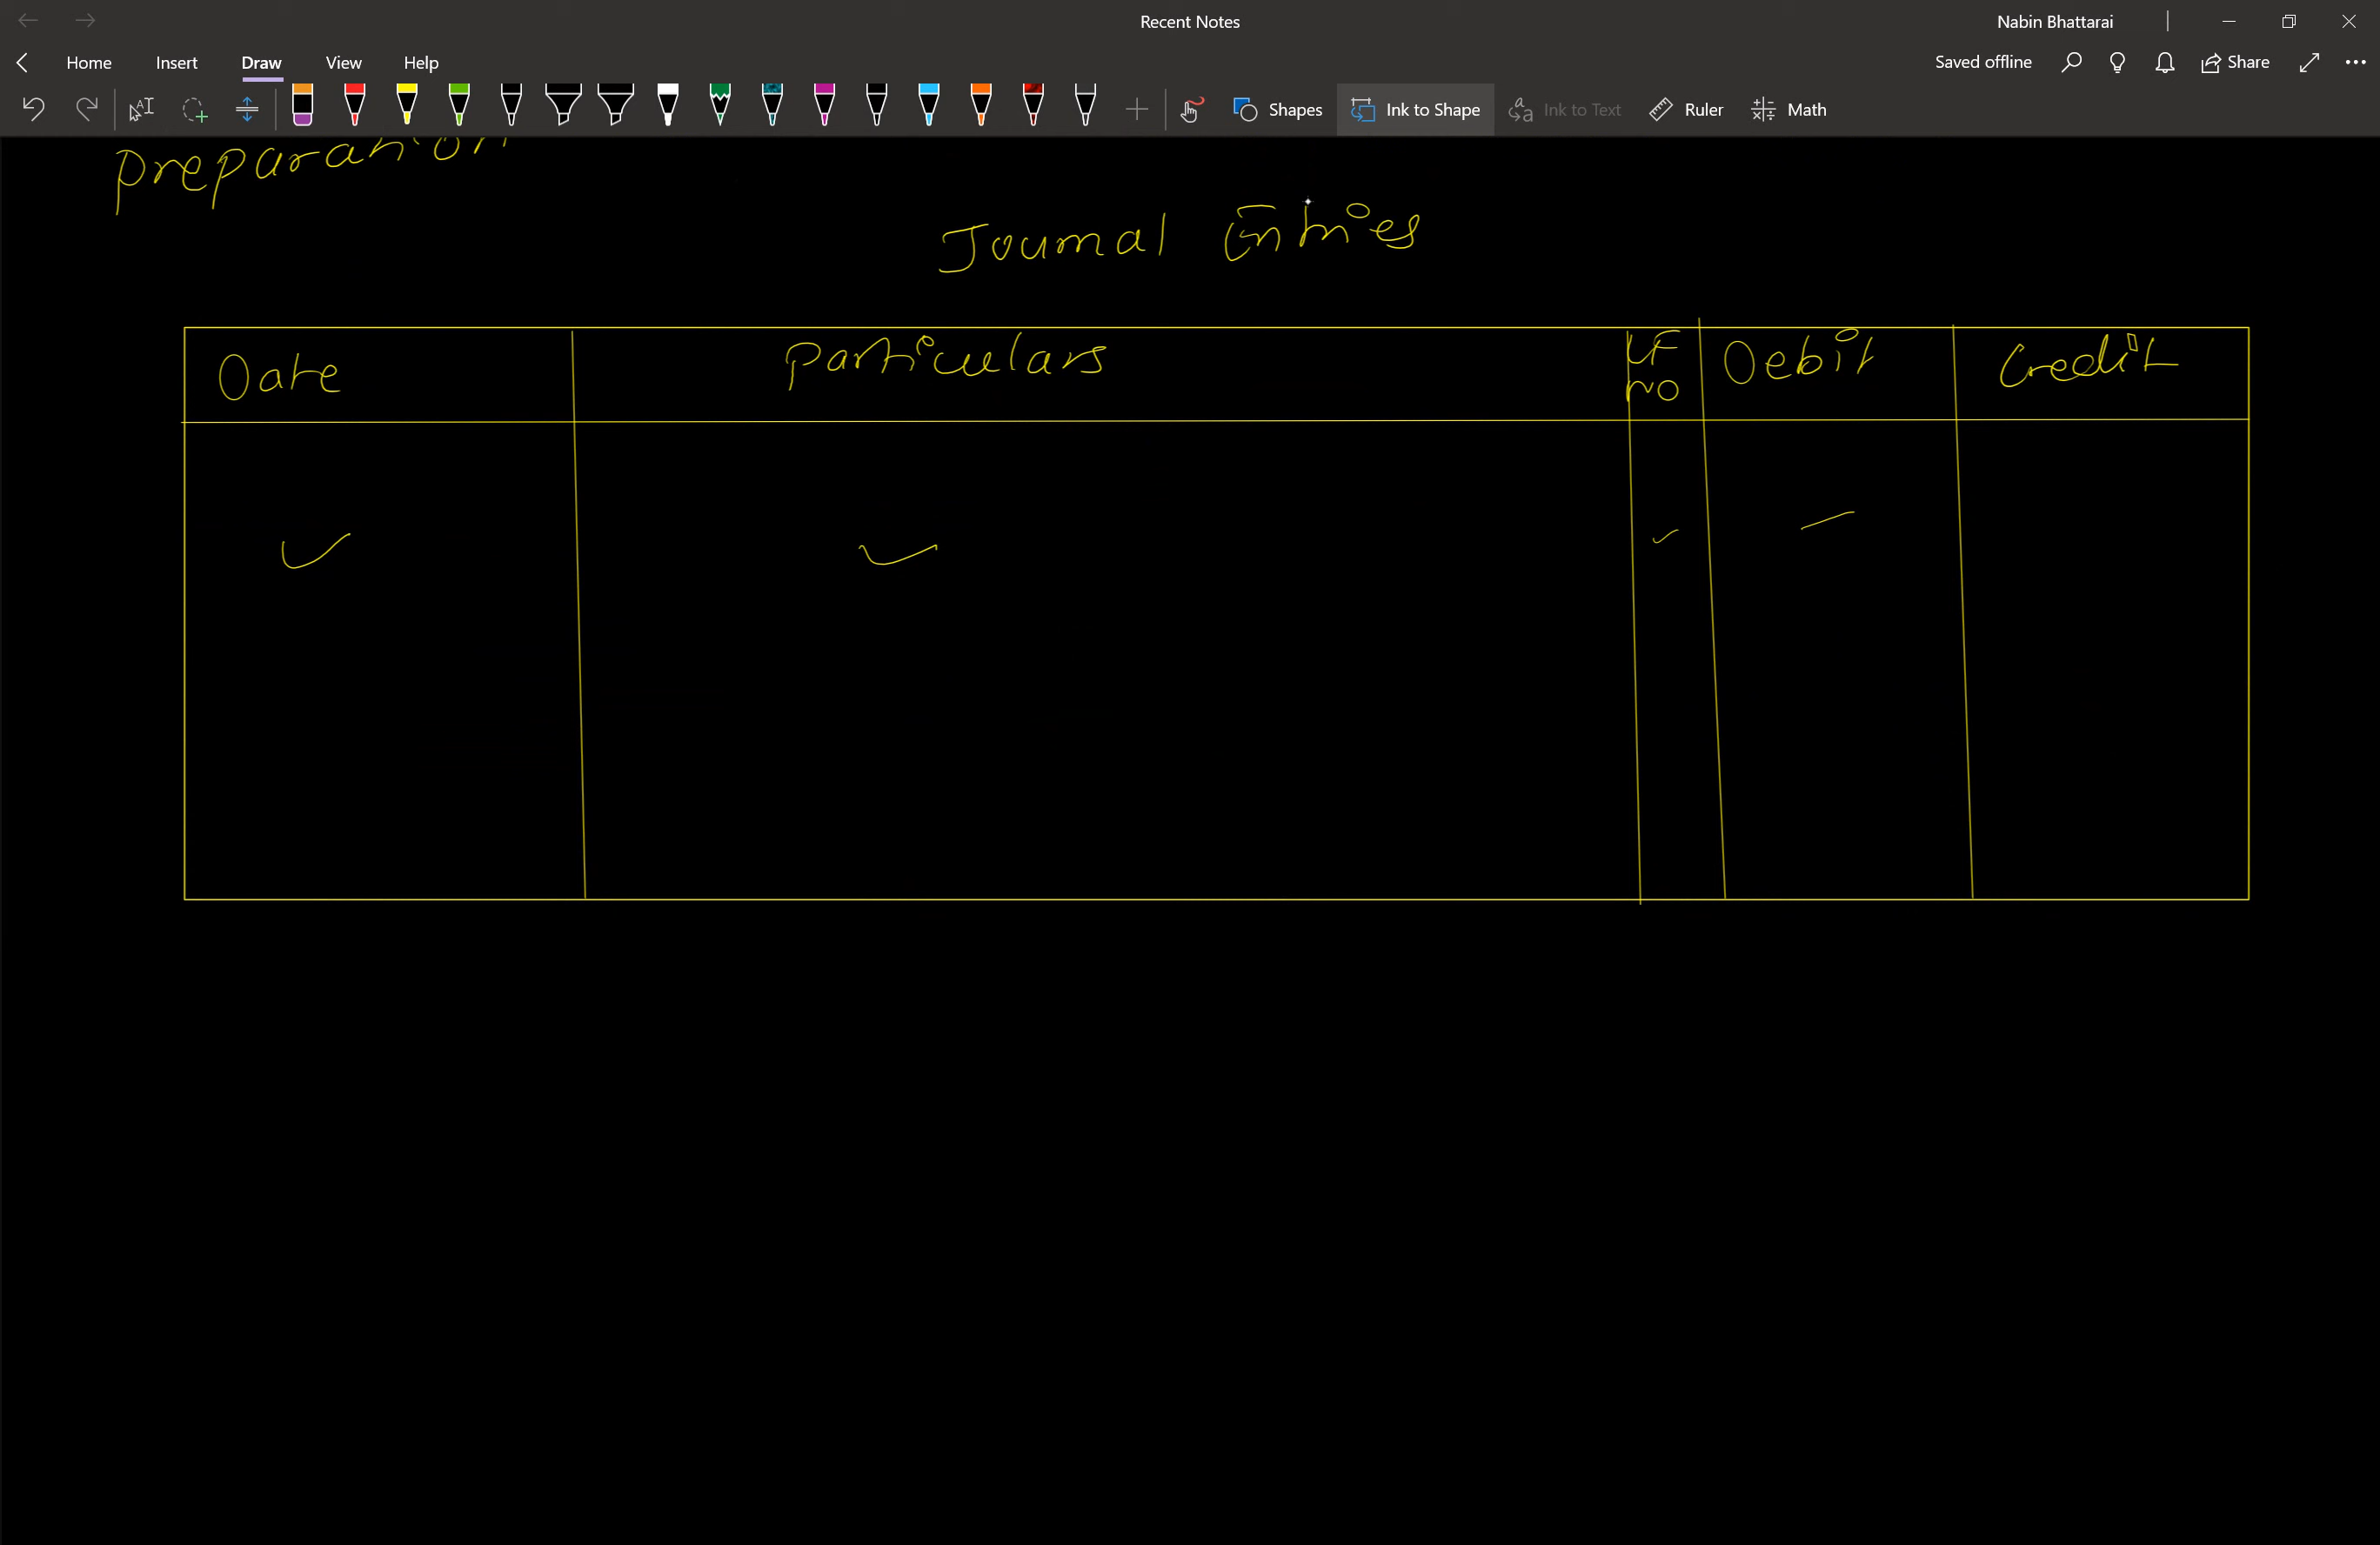 Recent Notes
Nabin Bhattarai
Home Insert Draw View Help
Saved offline
Share
Shapes
Ink to Shape
Ink to Text
Ruler
Math
preparation
Journal Entries
Date Particulars LF Debit Credit
NO